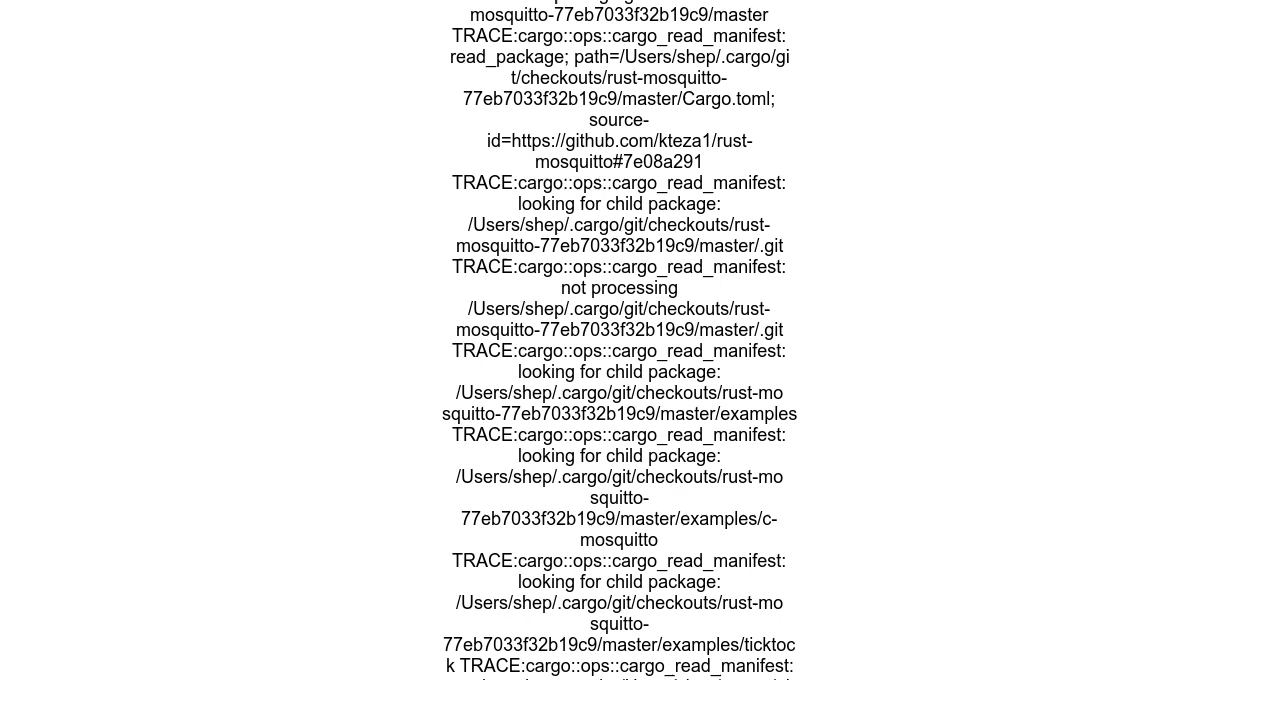 mosquitto-77eb7033f32b19c9/master
TRACE:cargo::ops::cargo_read_manifest:
read_package; path=/Users/shep/.cargo/gi
t/checkouts/rust-mosquitto-
77eb7033f32b19c9/master/Cargo.toml;
source-
id=https://github.com/kteza1/rust-
mosquitto#7e08a291
TRACE:cargo::ops::cargo_read_manifest:
looking for child package:
/Users/shep/.cargo/git/checkouts/rust-
mosquitto-77eb7033f32b19c9/master/.git
TRACE:cargo::ops::cargo_read_manifest:
not processing
/Users/shep/.cargo/git/checkouts/rust-
mosquitto-77eb7033f32b19c9/master/.git
TRACE:cargo::ops::cargo_read_manifest:
looking for child package:
/Users/shep/.cargo/git/checkouts/rust-mo
squitto-77eb7033f32b19c9/master/examples
TRACE:cargo::ops::cargo_read_manifest:
looking for child package:
/Users/shep/.cargo/git/checkouts/rust-mo
squitto-
77eb7033f32b19c9/master/examples/c-
mosquitto
TRACE:cargo::ops::cargo_read_manifest:
looking for child package:
/Users/shep/.cargo/git/checkouts/rust-mo
squitto-
77eb7033f32b19c9/master/examples/ticktoc
k TRACE:cargo::ops::cargo_read_manifest: